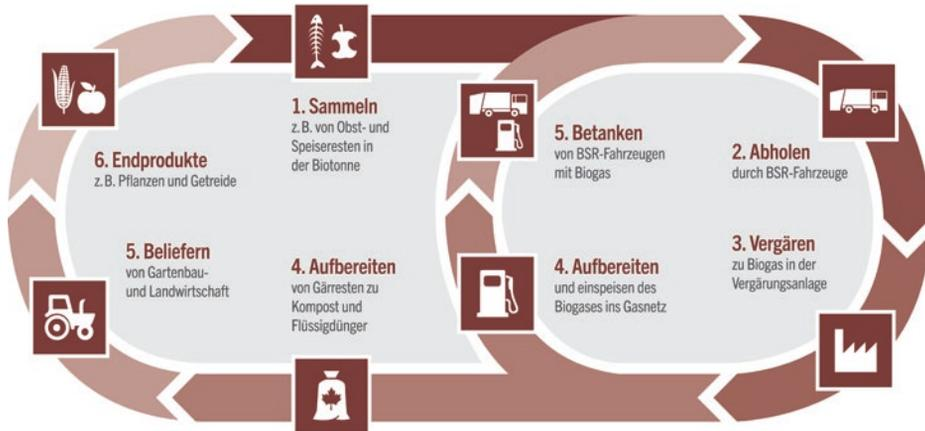 1. Sammeln
z. B. von Obst- und
Speiseresten in
der Biotonne
2. Abholen
durch BSR-Fahrzeuge
3. Vergären
zu Biogas in der
Vergärungsanlage
4. Aufbereiten
und einspeisen des
Biogases ins Gasnetz
5. Betanken
von BSR-Fahrzeugen
mit Biogas
4. Aufbereiten
von Gärresten zu
Kompost und
Flüssigdünger
5. Beliefern
von Gartenbau-
und Landwirtschaft
6. Endprodukte
z. B. Pflanzen und Getreide